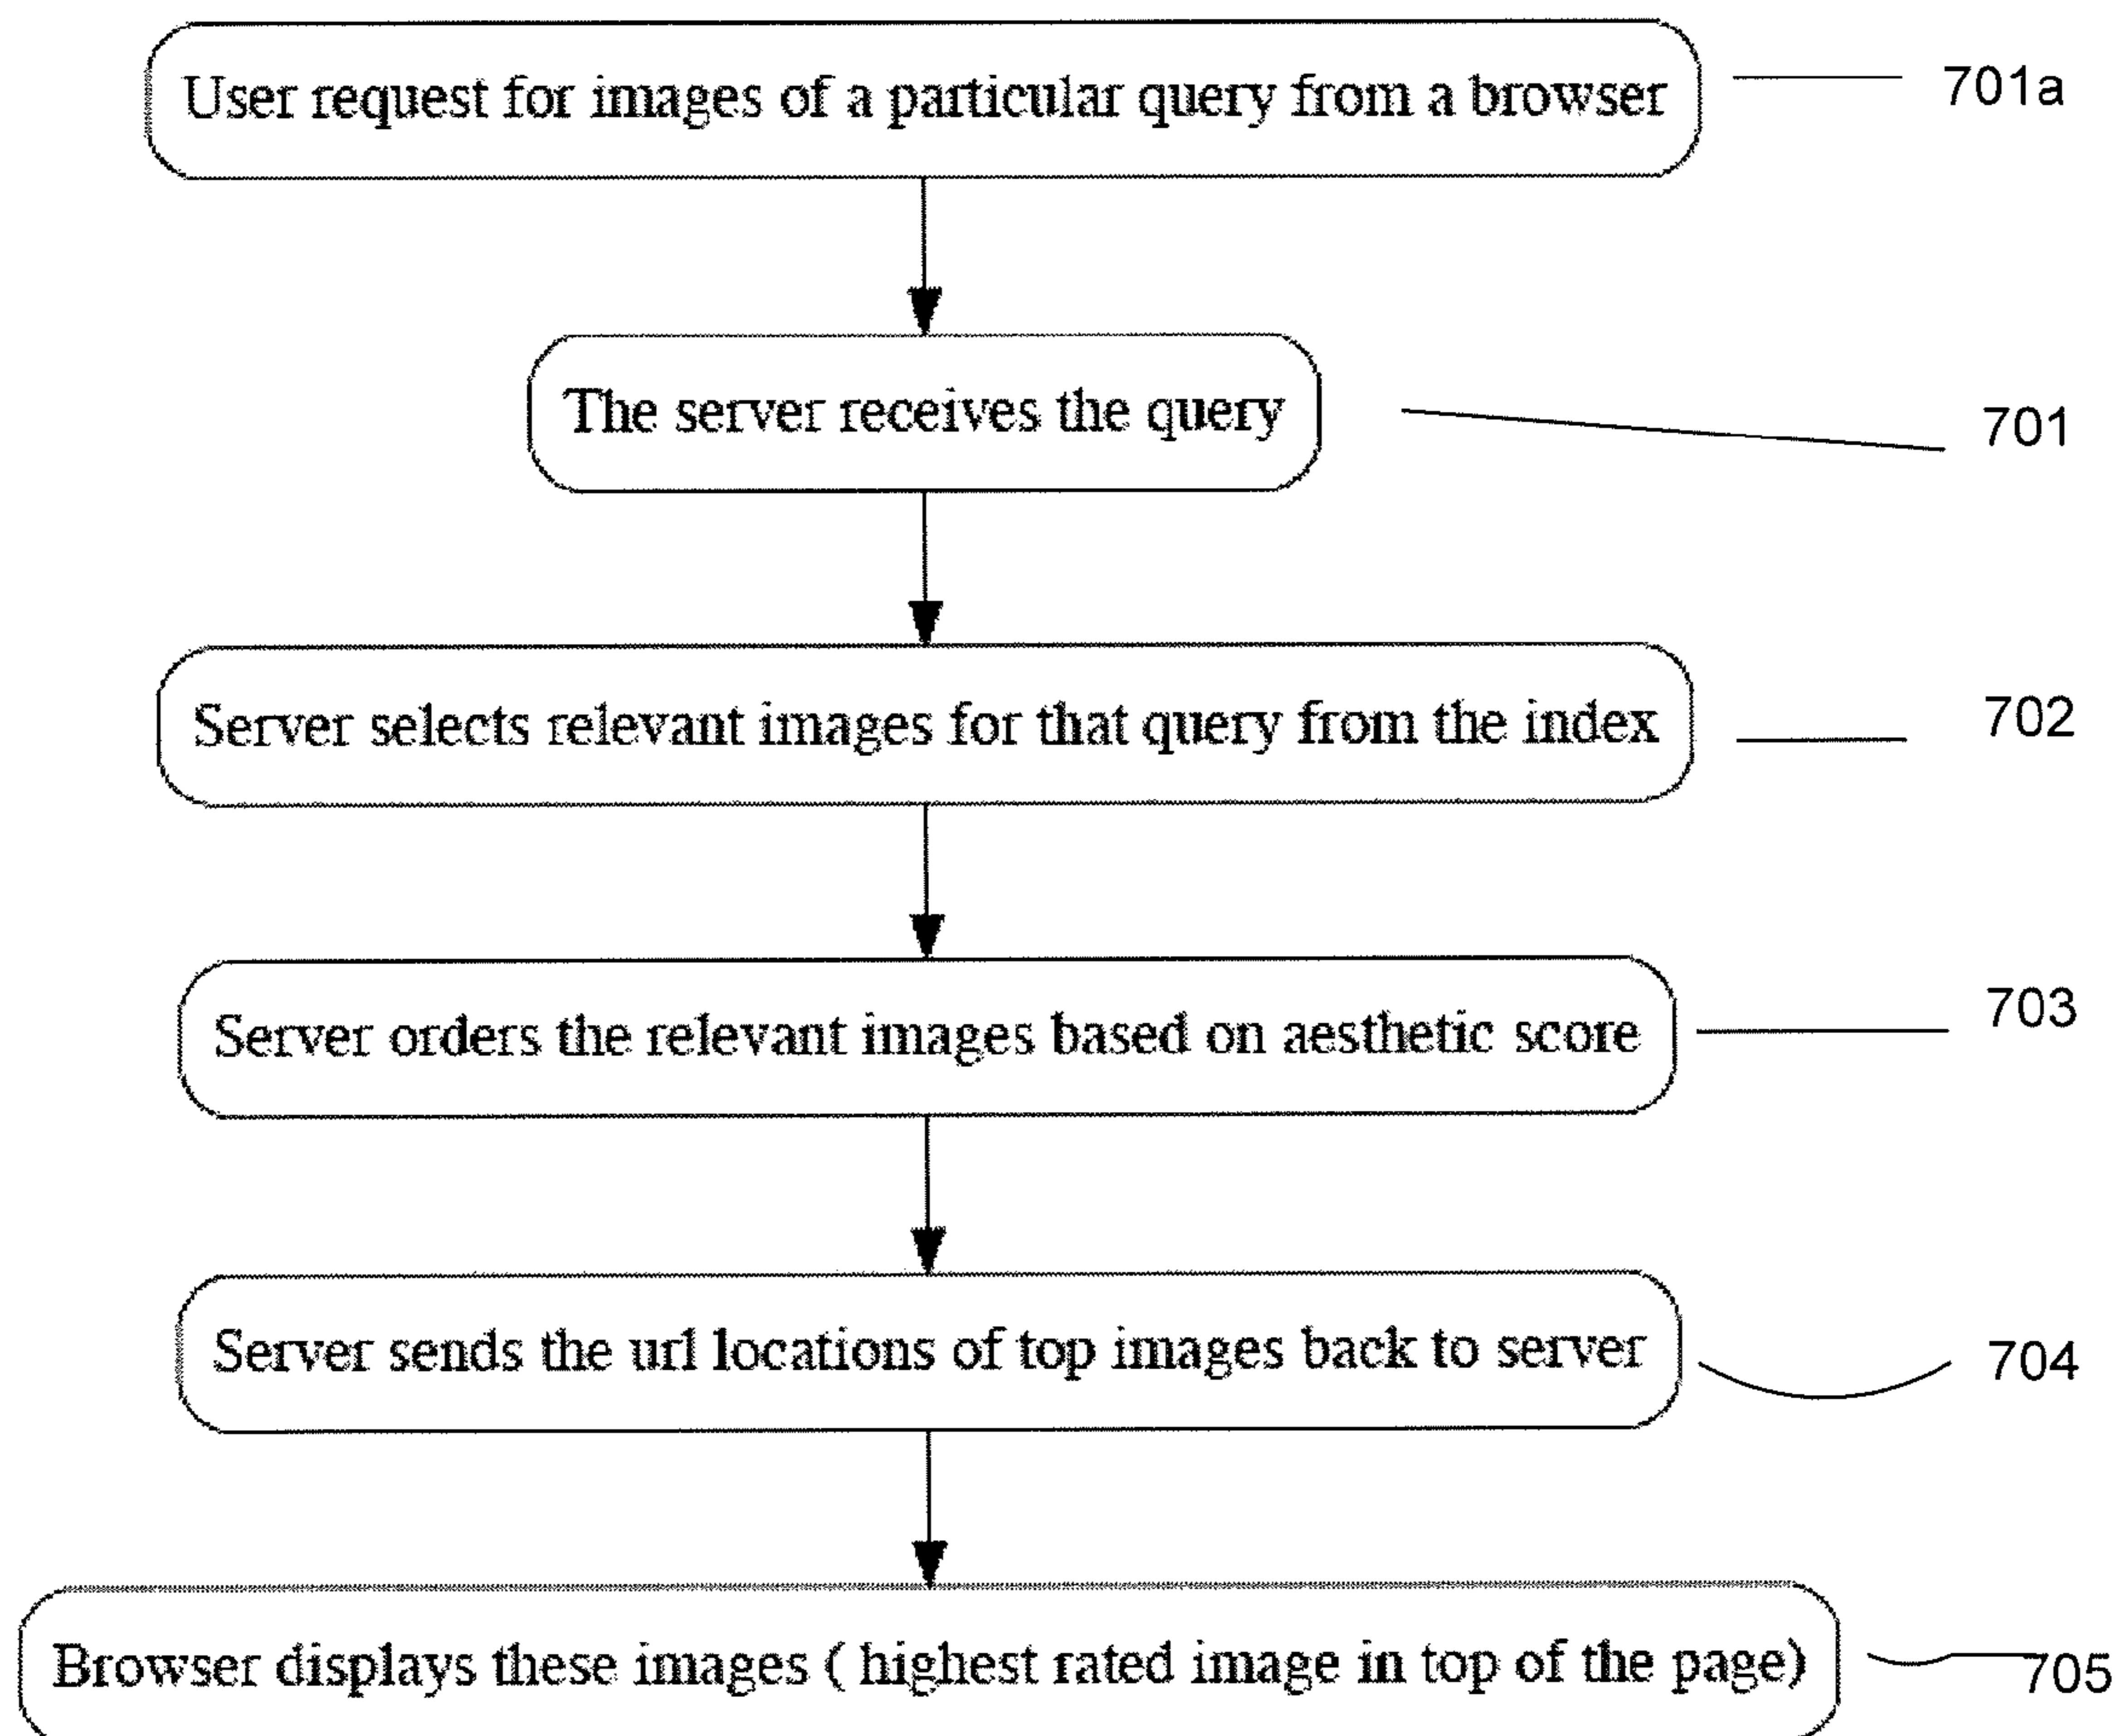 User request for images of a particular query from a browser
701a
The server receives the query
701
Server selects relevant images for that query from the index
702
Server orders the relevant images based on aesthetic score
703
Server sends the url locations of top images back to server
704
Browser displays these images ( highest rated image in top of the page)
705